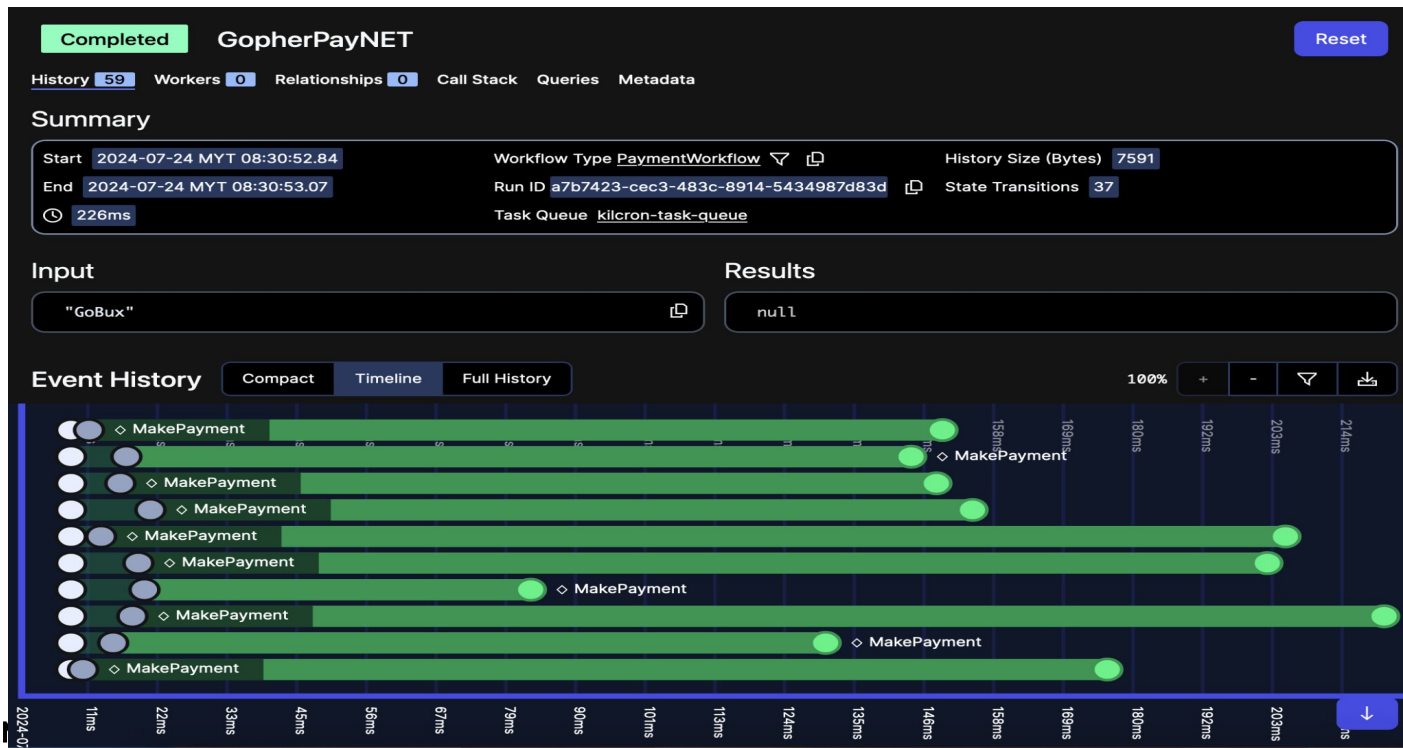 Completed GopherPayNET Reset
History 59 Workers 0 Relationships 0 Call Stack Queries Metadata
Summary
Start 2024-07-24 MYT 08:30:52.84 Workflow Type PaymentWorkflow History Size (Bytes) 7591
End 2024-07-24 MYT 08:30:53.07 Run ID a7b7423-cec3-483c-8914-5434987d83d State Transitions 37
226ms Task Queue kilcron-task-queue
Input Results
"GoBux" null
Event History Compact Timeline Full History 100% + -
MakePayment
158ms 169ms 180ms 192ms 203ms 214ms
MakePayment
MakePayment
MakePayment
MakePayment
MakePayment
MakePayment
MakePayment
MakePayment
MakePayment
11ms 22ms 33ms 45ms 56ms 67ms 79ms 90ms 101ms 113ms 124ms 135ms 146ms 158ms 169ms 180ms 192ms 203ms